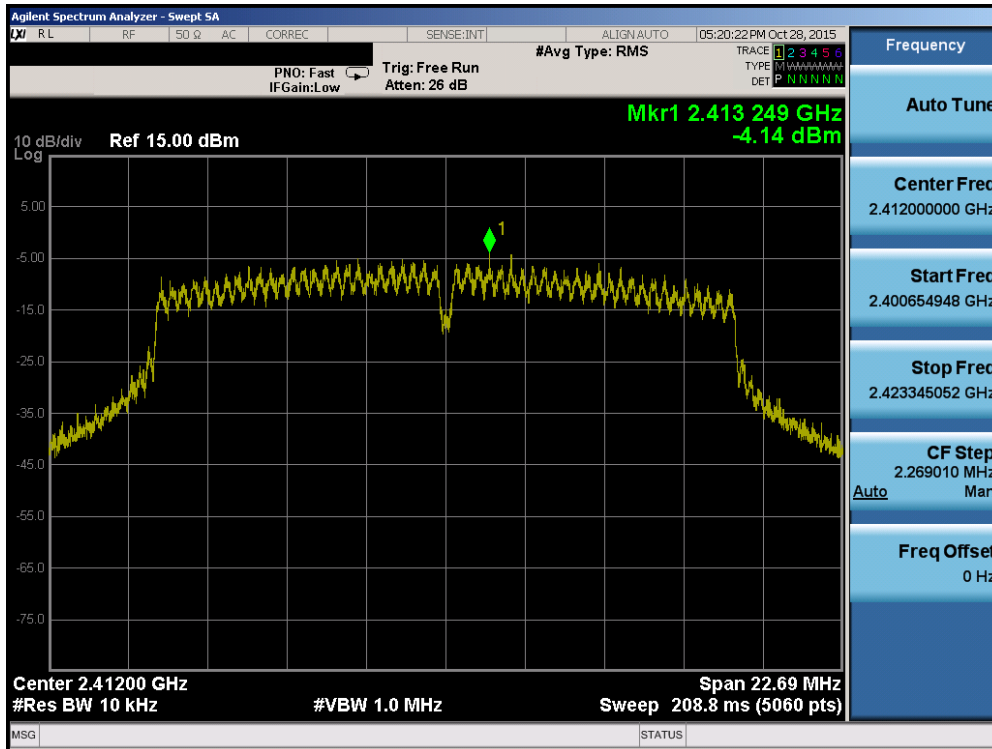 Agilent Spectrum Analyzer - Swept SA
LXI RL RF 50 Ω AC CORREC SENSE:INT ALIGN AUTO 05:20:22 PM Oct 28, 2015
#Avg Type: RMS TRACE 1 2 3 4 5 6
PNO: Fast Trig: Free Run TYPE M
IFGain:Low Atten: 26 dB DET P N N N N N
Mkr1 2.413 249 GHz
-4.14 dBm
10 dB/div Ref 15.00 dBm
Log
1
5.00
-5.00
-15.0
-25.0
-35.0
-45.0
-55.0
-65.0
-75.0
Center 2.41200 GHz Span 22.69 MHz
#Res BW 10 kHz #VBW 1.0 MHz Sweep 208.8 ms (5060 pts)
MSG STATUS
Frequency
Auto Tune
Center Freq
2.412000000 GHz
Start Freq
2.400654948 GHz
Stop Freq
2.423345052 GHz
CF Step
2.269010 MHz
Auto Man
Freq Offset
0 Hz